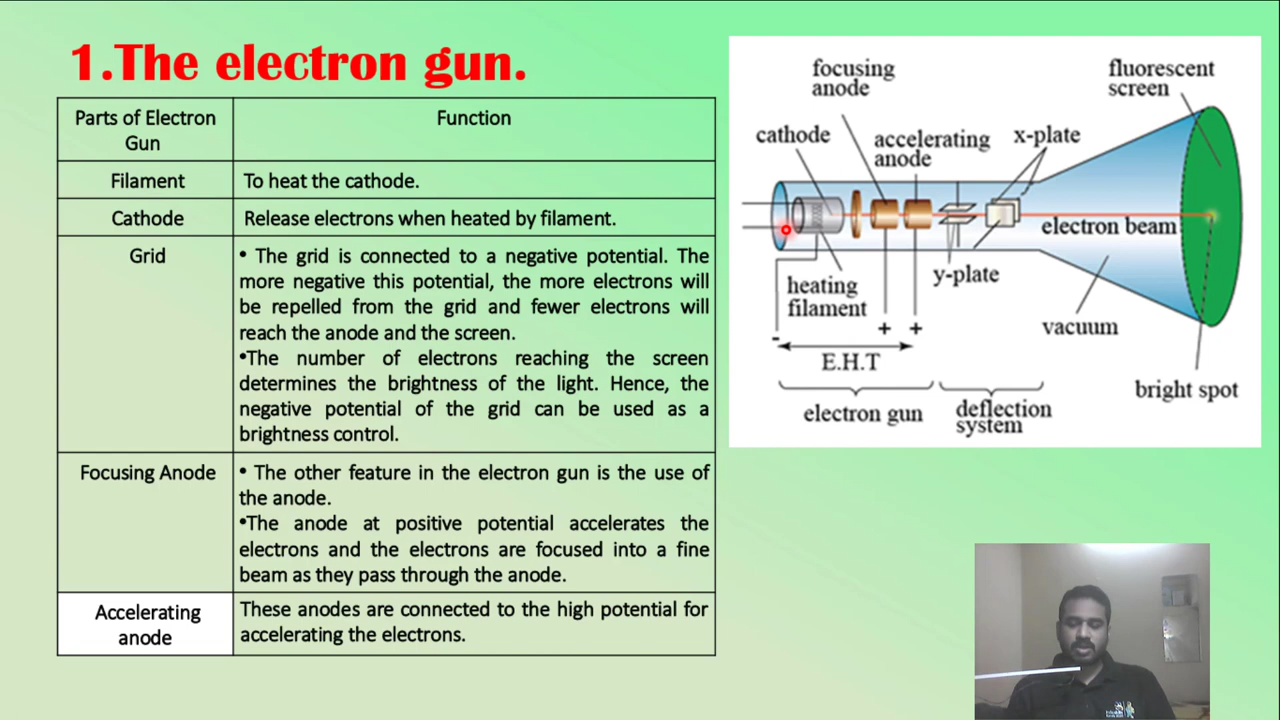 1.The electron gun.
Parts of Electron
Gun
Function
Filament
To heat the cathode.
Cathode
Release electrons when heated by filament.
Grid
• The grid is connected to a negative potential. The
more negative this potential, the more electrons will
be repelled from the grid and fewer electrons will
reach the anode and the screen.
•The number of electrons reaching the screen
determines the brightness of the light. Hence, the
negative potential of the grid can be used as a
brightness control.
Focusing Anode
• The other feature in the electron gun is the use of
the anode.
•The anode at positive potential accelerates the
electrons and the electrons are focused into a fine
beam as they pass through the anode.
Accelerating
anode
These anodes are connected to the high potential for
accelerating the electrons.
focusing
anode
fluorescent
screen
cathode
accelerating
anode
x-plate
electron beam
heating
filament
y-plate
vacuum
- + +
E.H.T
electron gun
deflection
system
bright spot